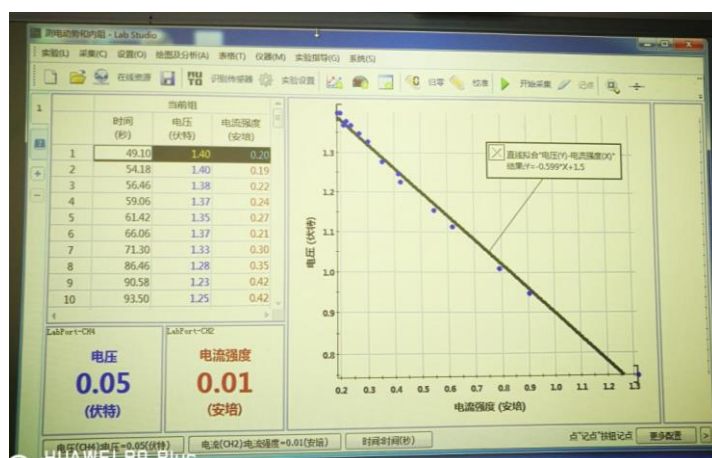 测电动势和内阻 - Lab Studio
实验(L) 采集(C) 设置(O) 绘图及分析(A) 表格(T) 仪器(M) 实验指导(G) 系统(S)
在线资源 识别传感器 实验设置 归零 校准 开始采集 记点
1
当前组
时间 电压 电流强度
(秒) (伏特) (安培)
1 49.10 1.40 0.20
2 54.18 1.40 0.19
3 56.46 1.38 0.22
4 59.06 1.37 0.24
5 61.42 1.35 0.27
6 66.06 1.37 0.21
7 71.30 1.33 0.30
8 86.46 1.28 0.35
9 90.58 1.23 0.42
10 93.50 1.25 0.42
LabPort-CH4 LabPort-CH2
电压 电流强度
0.05 0.01
(伏特) (安培)
直线拟合"电压(Y)-电流强度(X)"
结果:Y=-0.599*X+1.5
1.3
1.2
1.1
1.0
0.9
0.8
电压 (伏特)
0.2 0.3 0.4 0.5 0.6 0.7 0.8 0.9 1.0 1.1 1.2 1.3
电流强度 (安培)
电压(CH4):电压=0.05(伏特) 电流(CH2):电流强度=0.01(安培) 时间:时间(秒) 点"记点"按钮记点 更多配置